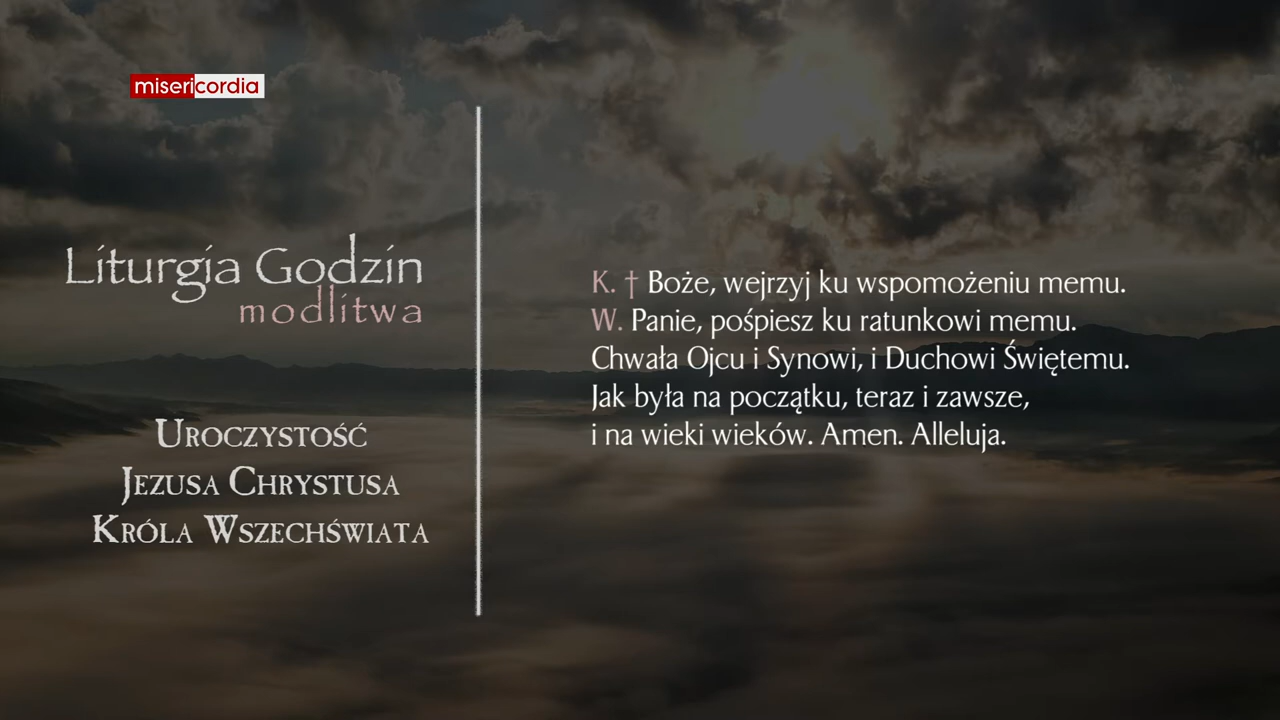 misericordia
Liturgia Godzin
modlitwa
Uroczystość
Jezusa Chrystusa
Króla Wszechświata
K. † Boże, wejrzyj ku wspomożeniu memu.
W. Panie, pośpiesz ku ratunkowi memu.
Chwała Ojcu i Synowi, i Duchowi Świętemu.
Jak była na początku, teraz i zawsze,
i na wieki wieków. Amen. Alleluja.